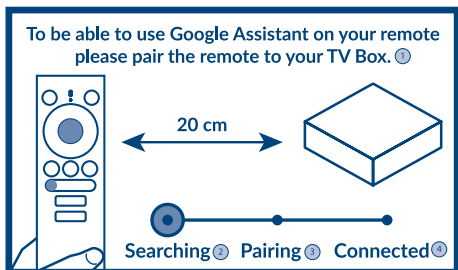 To be able to use Google Assistant on your remote
please pair the remote to your TV Box. 1
20 cm
Searching 2 Pairing 3 Connected 4